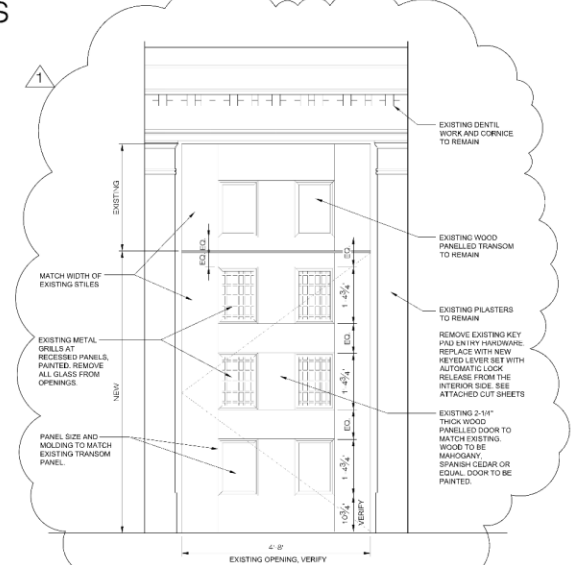 S
1
EXISTING DENTIL
WORK AND CORNICE
TO REMAIN
EXISTING
EXISTING WOOD
PANELLED TRANSOM
TO REMAIN
EQ. EQ.
EQ.
MATCH WIDTH OF
EXISTING STILES
1 4¾"
EXISTING PILASTERS
TO REMAIN
EXISTING METAL
GRILLS AT
RECESSED PANELS,
PAINTED. REMOVE
ALL GLASS FROM
OPENINGS.
EQ.
REMOVE EXISTING KEY
PAD ENTRY HARDWARE.
REPLACE WITH NEW
KEYED LEVER SET WITH
AUTOMATIC LOCK
RELEASE FROM THE
INTERIOR SIDE. SEE
ATTACHED CUT SHEETS
NEW
1 4¾"
EXISTING 2-1/4"
THICK WOOD
PANELLED DOOR TO
MATCH EXISTING.
WOOD TO BE
MAHOGANY,
SPANISH CEDAR OR
EQUAL. DOOR TO BE
PAINTED.
EQ.
PANEL SIZE AND
MOLDING TO MATCH
EXISTING TRANSOM
PANEL.
1 4¾"
10¾"
VERIFY
4'-8"
EXISTING OPENING, VERIFY